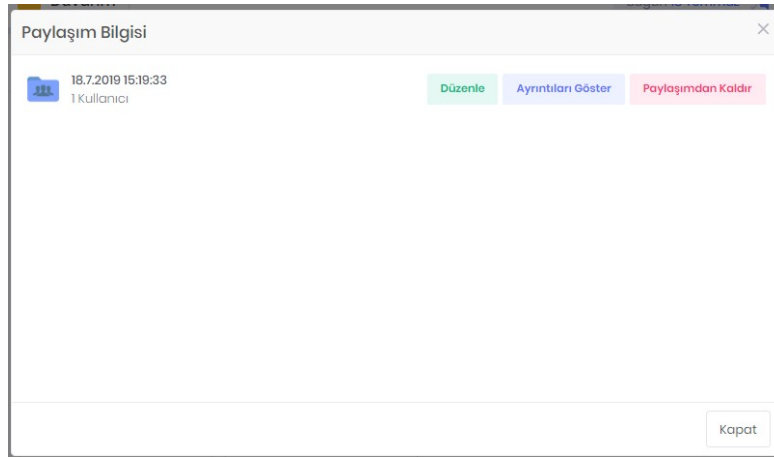 Paylaşım Bilgisi
18.7.2019 15:19:33
1 Kullanıcı
Düzenle
Ayrıntıları Göster
Paylaşımdan Kaldır
Kapat